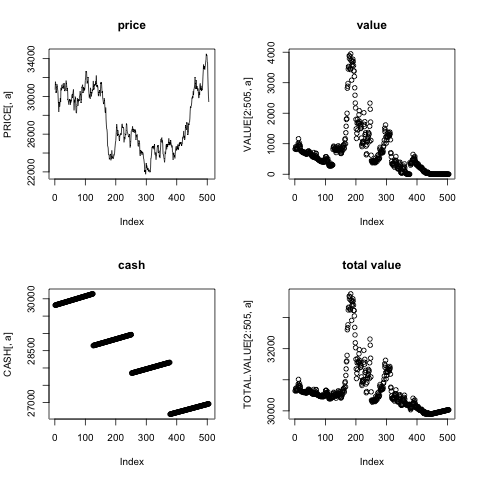 price
PRICE[, a]
22000 26000 30000 34000
0 100 200 300 400 500
Index
value
VALUE[2:505, a]
0 1000 2000 3000 4000
0 100 200 300 400 500
Index
cash
CASH[, a]
27000 28500 30000
0 100 200 300 400 500
Index
total value
TOTAL.VALUE[2:505, a]
30000 32000
0 100 200 300 400 500
Index